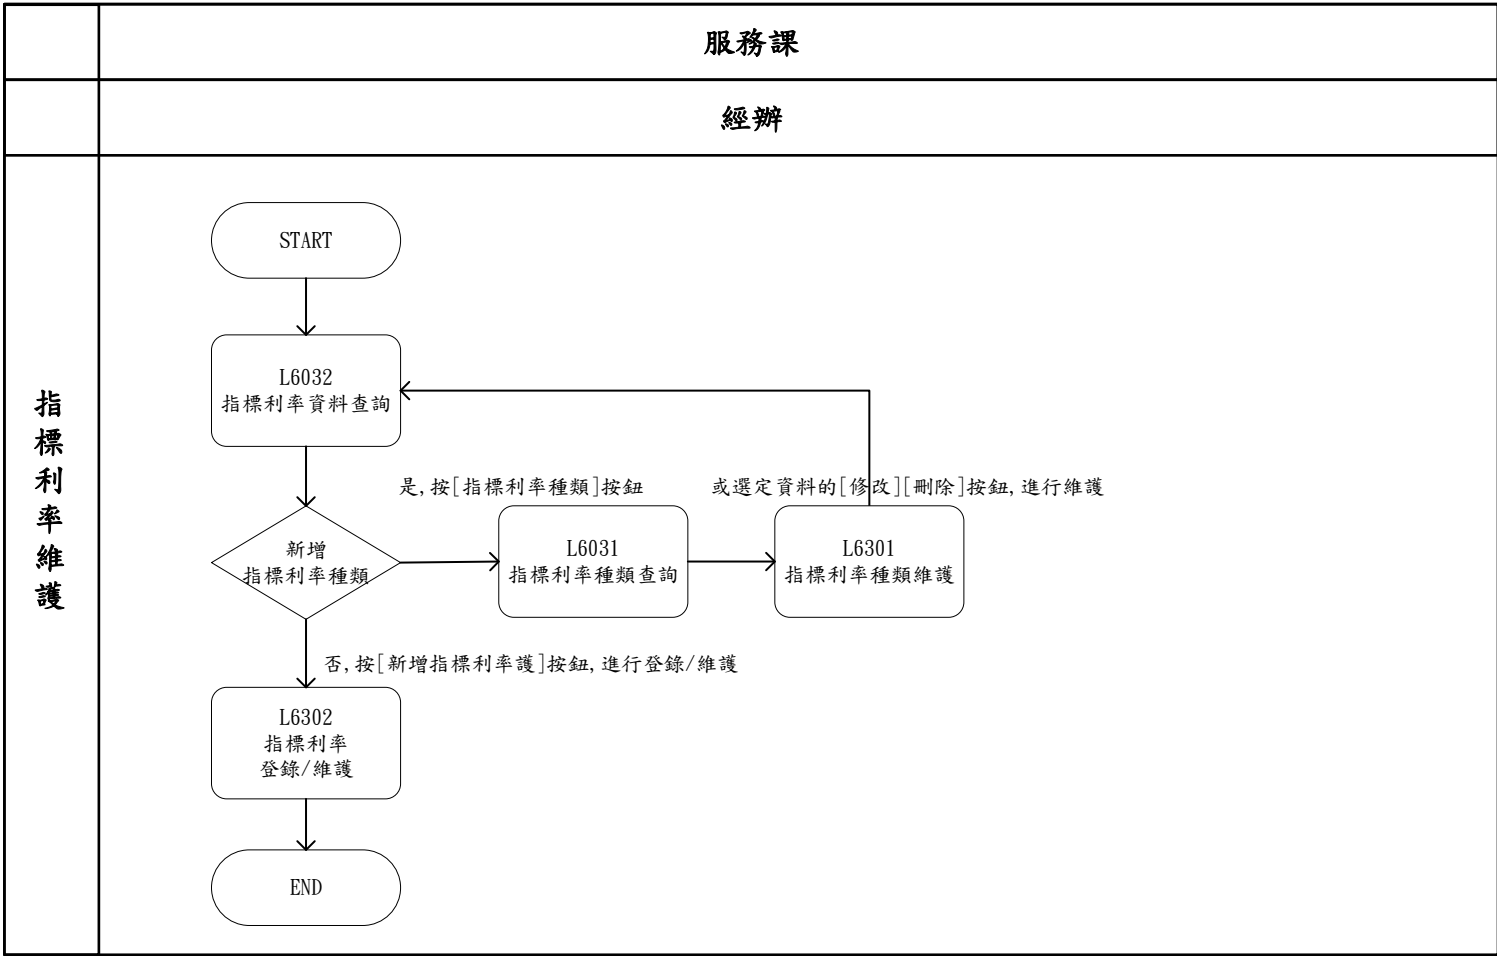 服務課
經辦
指標利率維護
START
L6032
指標利率資料查詢
是,按[指標利率種類]按鈕
或選定資料的[修改][刪除]按鈕,進行維護
新增
指標利率種類
L6031
指標利率種類查詢
L6301
指標利率種類維護
否,按[新增指標利率護]按鈕,進行登錄/維護
L6302
指標利率
登錄/維護
END